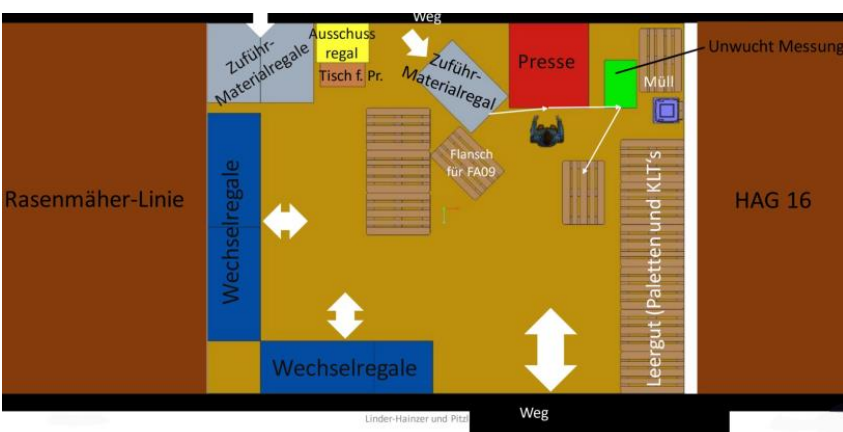 Weg
Zuführ-
Materialregale
Ausschuss
regal
Tisch f. Pr.
Zuführ-
Materialregal
Presse
Müll
Unwucht Messung
Flansch
für FA09
Rasenmäher-Linie
Wechselregale
Leergut (Paletten und KLT's
HAG 16
Wechselregale
Linder-Hainzer und Pitzl
Weg